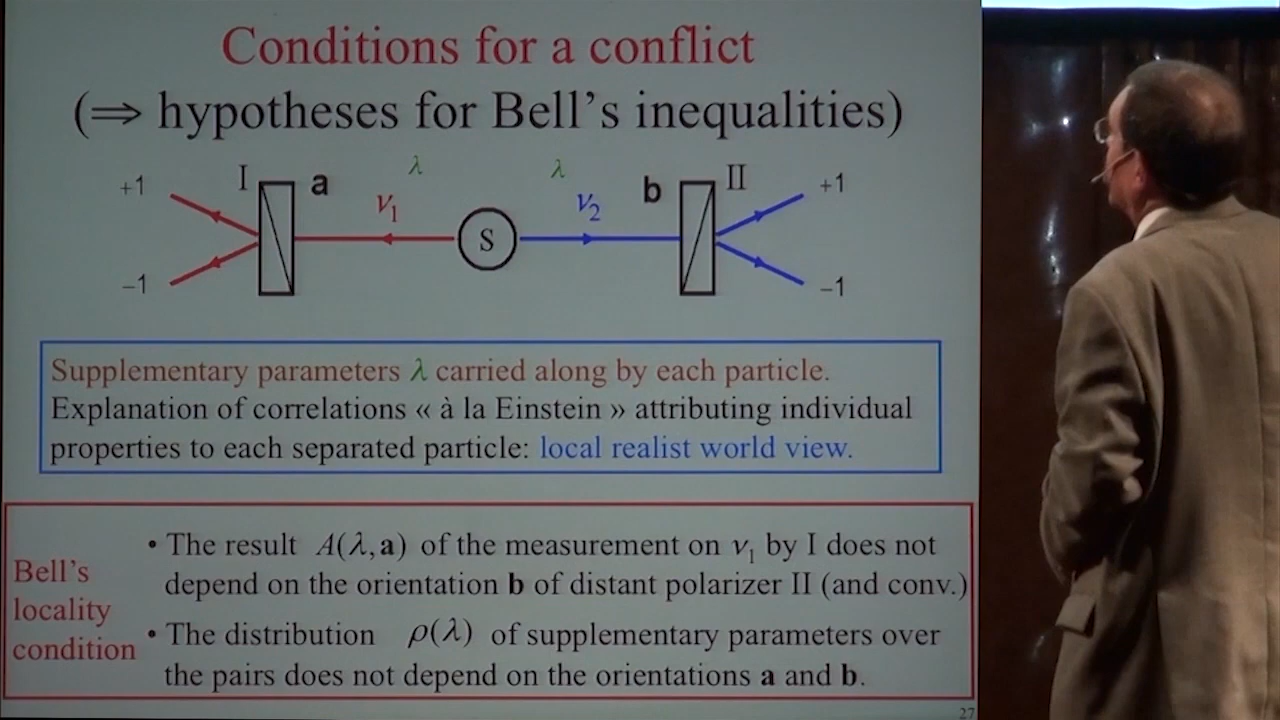 Conditions for a conflict
(⇒ hypotheses for Bell's inequalities)
+1 I a λ λ b II +1
ν₁ ν₂
S
−1 −1
Supplementary parameters λ carried along by each particle.
Explanation of correlations « à la Einstein » attributing individual
properties to each separated particle: local realist world view.
Bell's
locality
condition
• The result A(λ,a) of the measurement on ν₁ by I does not
depend on the orientation b of distant polarizer II (and conv.)
• The distribution ρ(λ) of supplementary parameters over
the pairs does not depend on the orientations a and b.
27